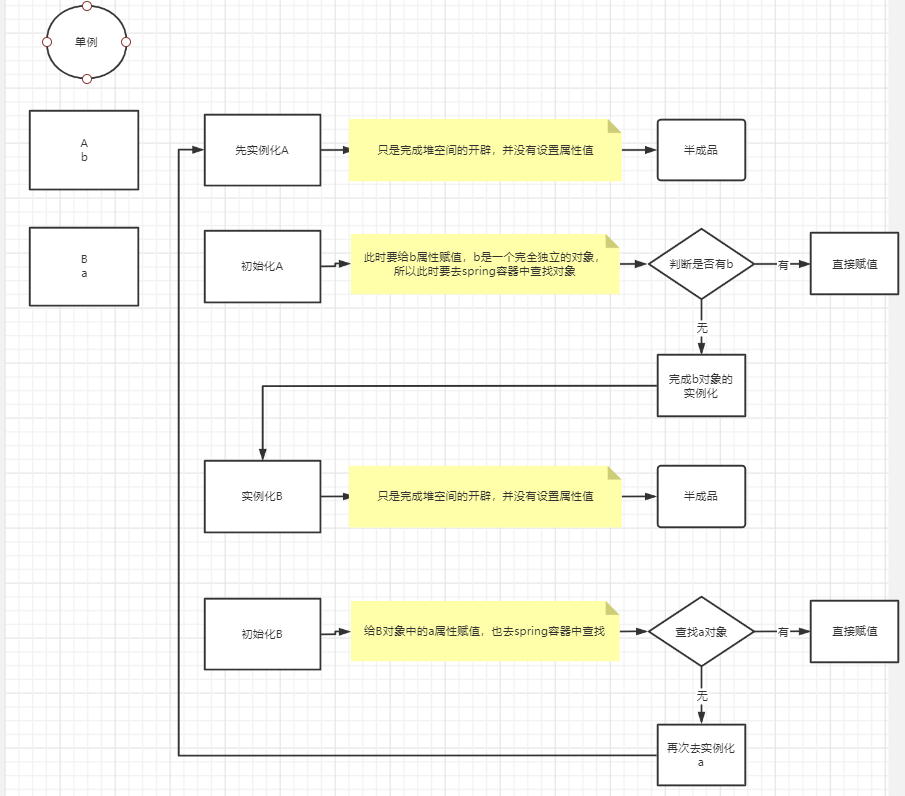 单例
A
b
先实例化A
只是完成堆空间的开辟，并没有设置属性值
半成品
B
a
初始化A
此时要给b属性赋值，b是一个完全独立的对象，
所以此时要去spring容器中查找对象
判断是否有b
有
直接赋值
无
完成b对象的
实例化
实例化B
只是完成堆空间的开辟，并没有设置属性值
半成品
初始化B
给B对象中的a属性赋值，也去spring容器中查找
查找a对象
有
直接赋值
无
再次去实例化
a